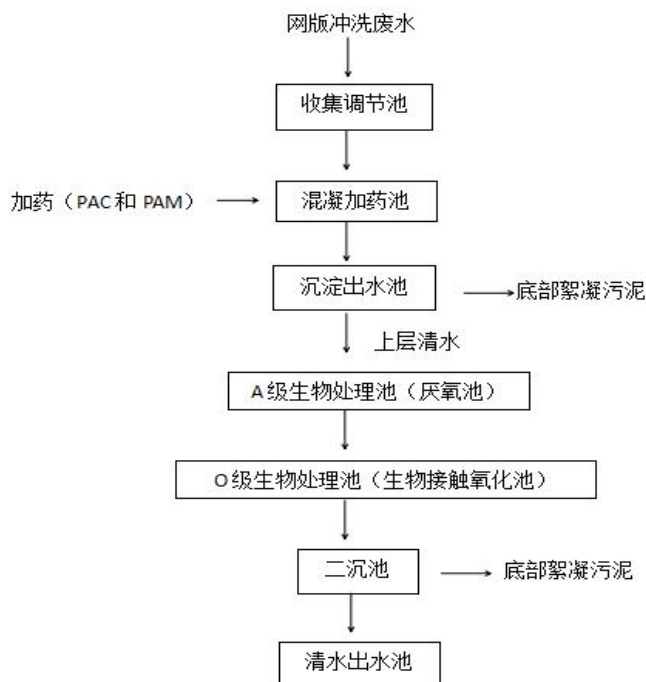 网版冲洗废水
收集调节池
加药（PAC和PAM）
混凝加药池
沉淀出水池
底部絮凝污泥
上层清水
A级生物处理池（厌氧池）
O级生物处理池（生物接触氧化池）
二沉池
底部絮凝污泥
清水出水池